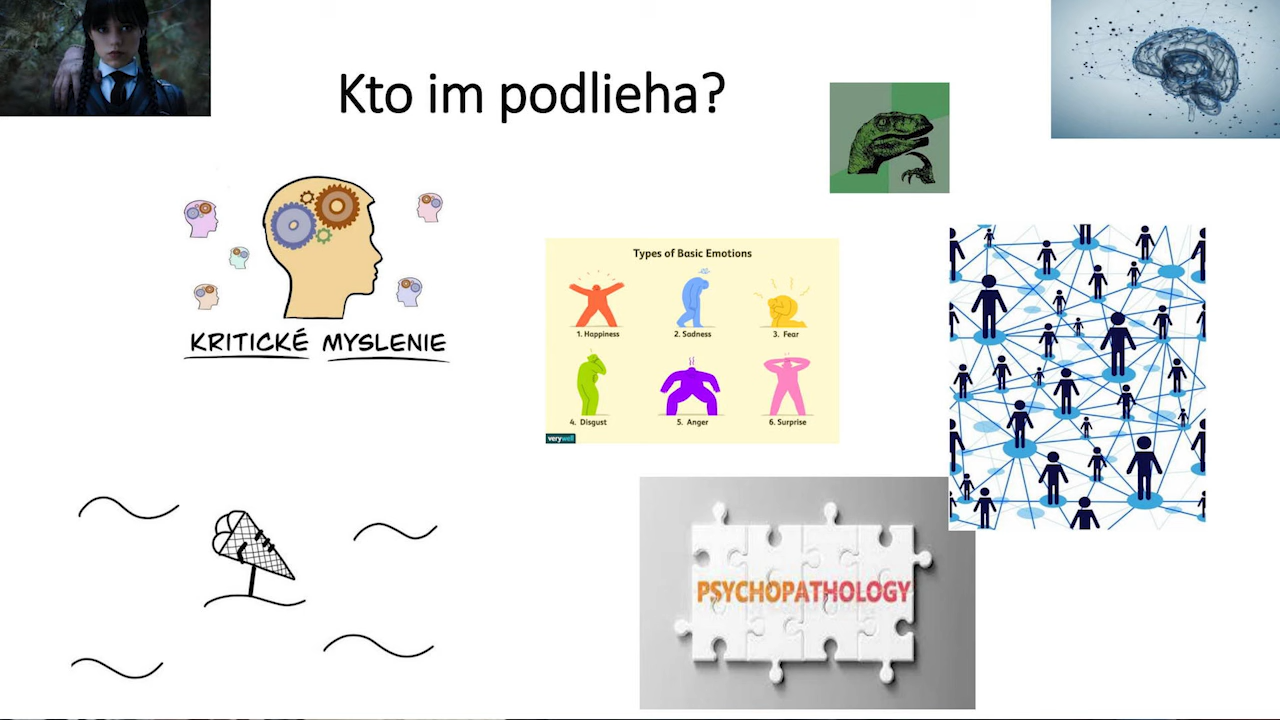 Kto im podlieha?
KRITICKÉ MYSLENIE
Types of Basic Emotions
1. Happiness
2. Sadness
3. Fear
4. Disgust
5. Anger
6. Surprise
verywell
PSYCHOPATHOLOGY